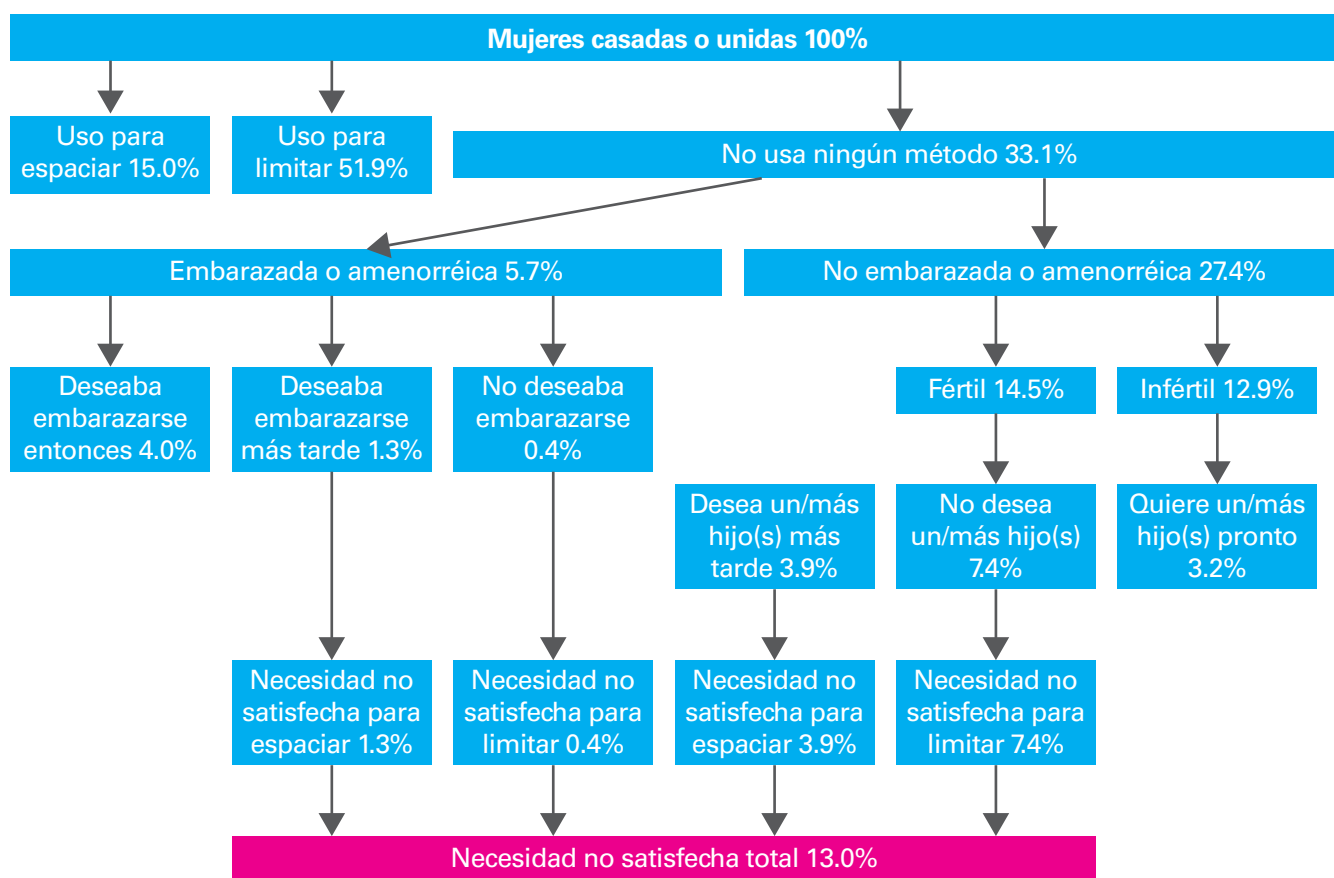 Mujeres casadas o unidas 100%
Uso para
espaciar 15.0%
Uso para
limitar 51.9%
No usa ningún método 33.1%
Embarazada o amenorréica 5.7%
No embarazada o amenorréica 27.4%
Deseaba
embarazarse
entonces 4.0%
Deseaba
embarazarse
más tarde 1.3%
No deseaba
embarazarse
0.4%
Fértil 14.5%
Infértil 12.9%
Desea un/más
hijo(s) más
tarde 3.9%
No desea
un/más hijo(s)
7.4%
Quiere un/más
hijo(s) pronto
3.2%
Necesidad no
satisfecha para
espaciar 1.3%
Necesidad no
satisfecha para
limitar 0.4%
Necesidad no
satisfecha para
espaciar 3.9%
Necesidad no
satisfecha para
limitar 7.4%
Necesidad no satisfecha total 13.0%